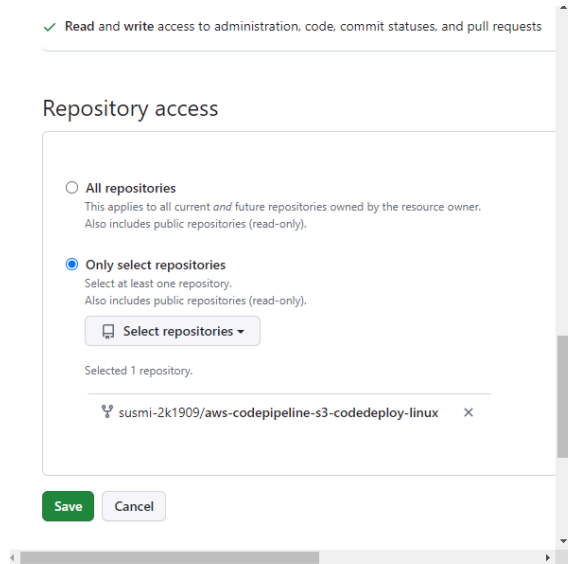 Read and write access to administration, code, commit statuses, and pull requests
Repository access
All repositories
This applies to all current and future repositories owned by the resource owner.
Also includes public repositories (read-only).
Only select repositories
Select at least one repository.
Also includes public repositories (read-only).
Select repositories
Selected 1 repository.
susmi-2k1909/aws-codepipeline-s3-codedeploy-linux
Save Cancel